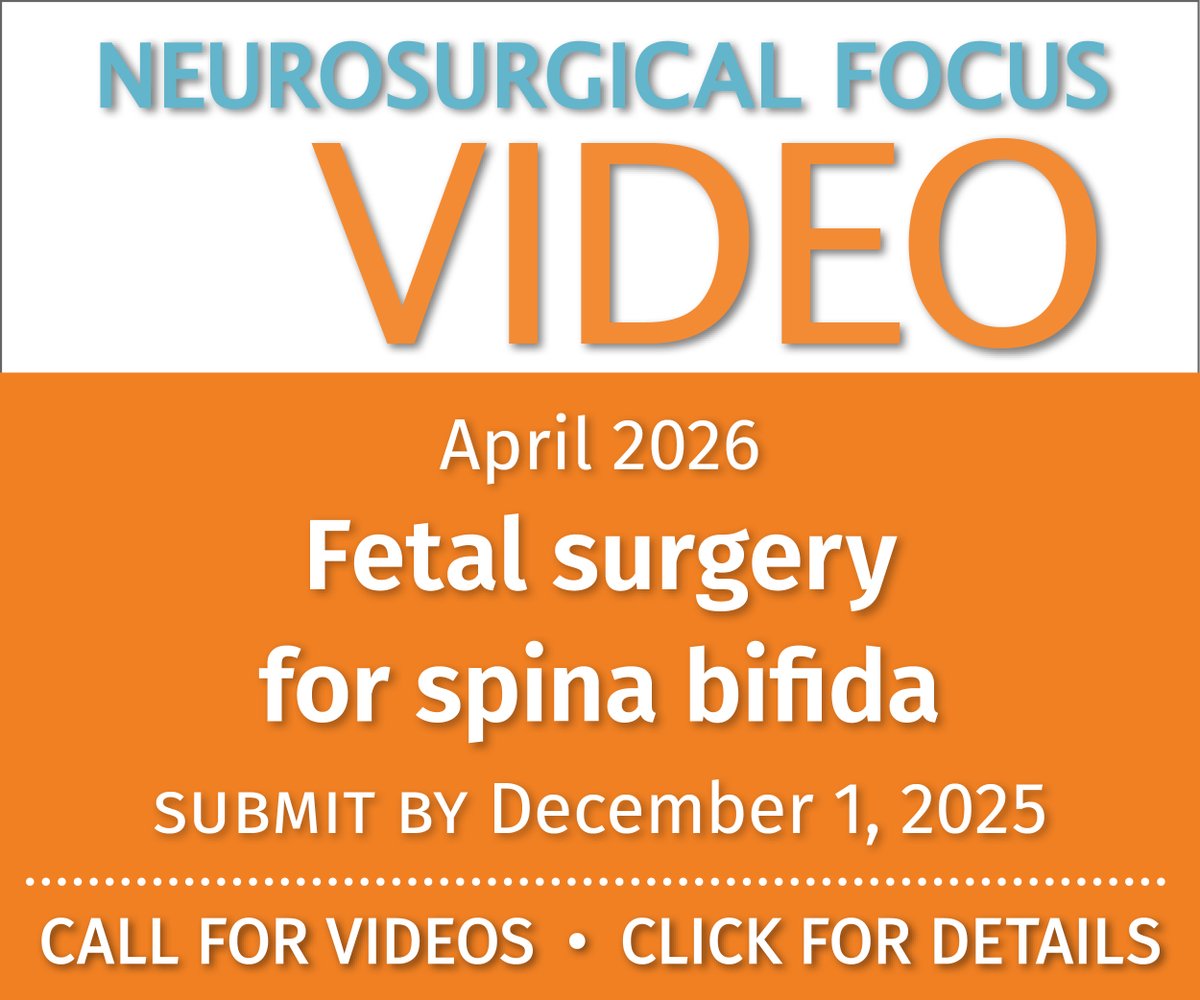 NEUROSURGICAL FOCUS
VIDEO
April 2026
Fetal surgery
for spina bifida
SUBMIT BY December 1, 2025
CALL FOR VIDEOS • CLICK FOR DETAILS